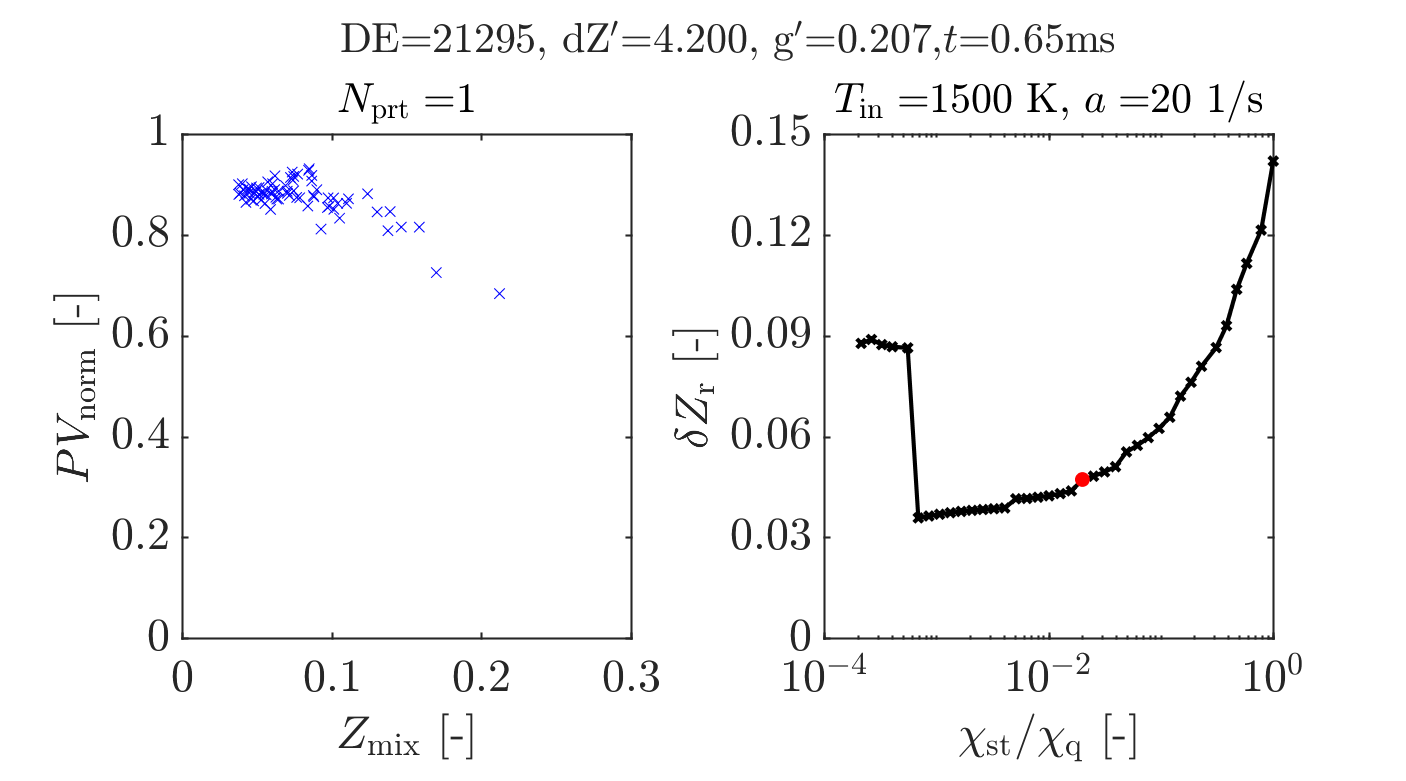 DE=21295, dZ′=4.200, g′=0.207,t=0.65ms
N_prt =1
T_in =1500 K, a =20 1/s
PV_norm [-]
1
0.8
0.6
0.4
0.2
0
0 0.1 0.2 0.3
Z_mix [-]
δZ_r [-]
0.15
0.12
0.09
0.06
0.03
0
10^−4 10^−2 10^0
χ_st/χ_q [-]